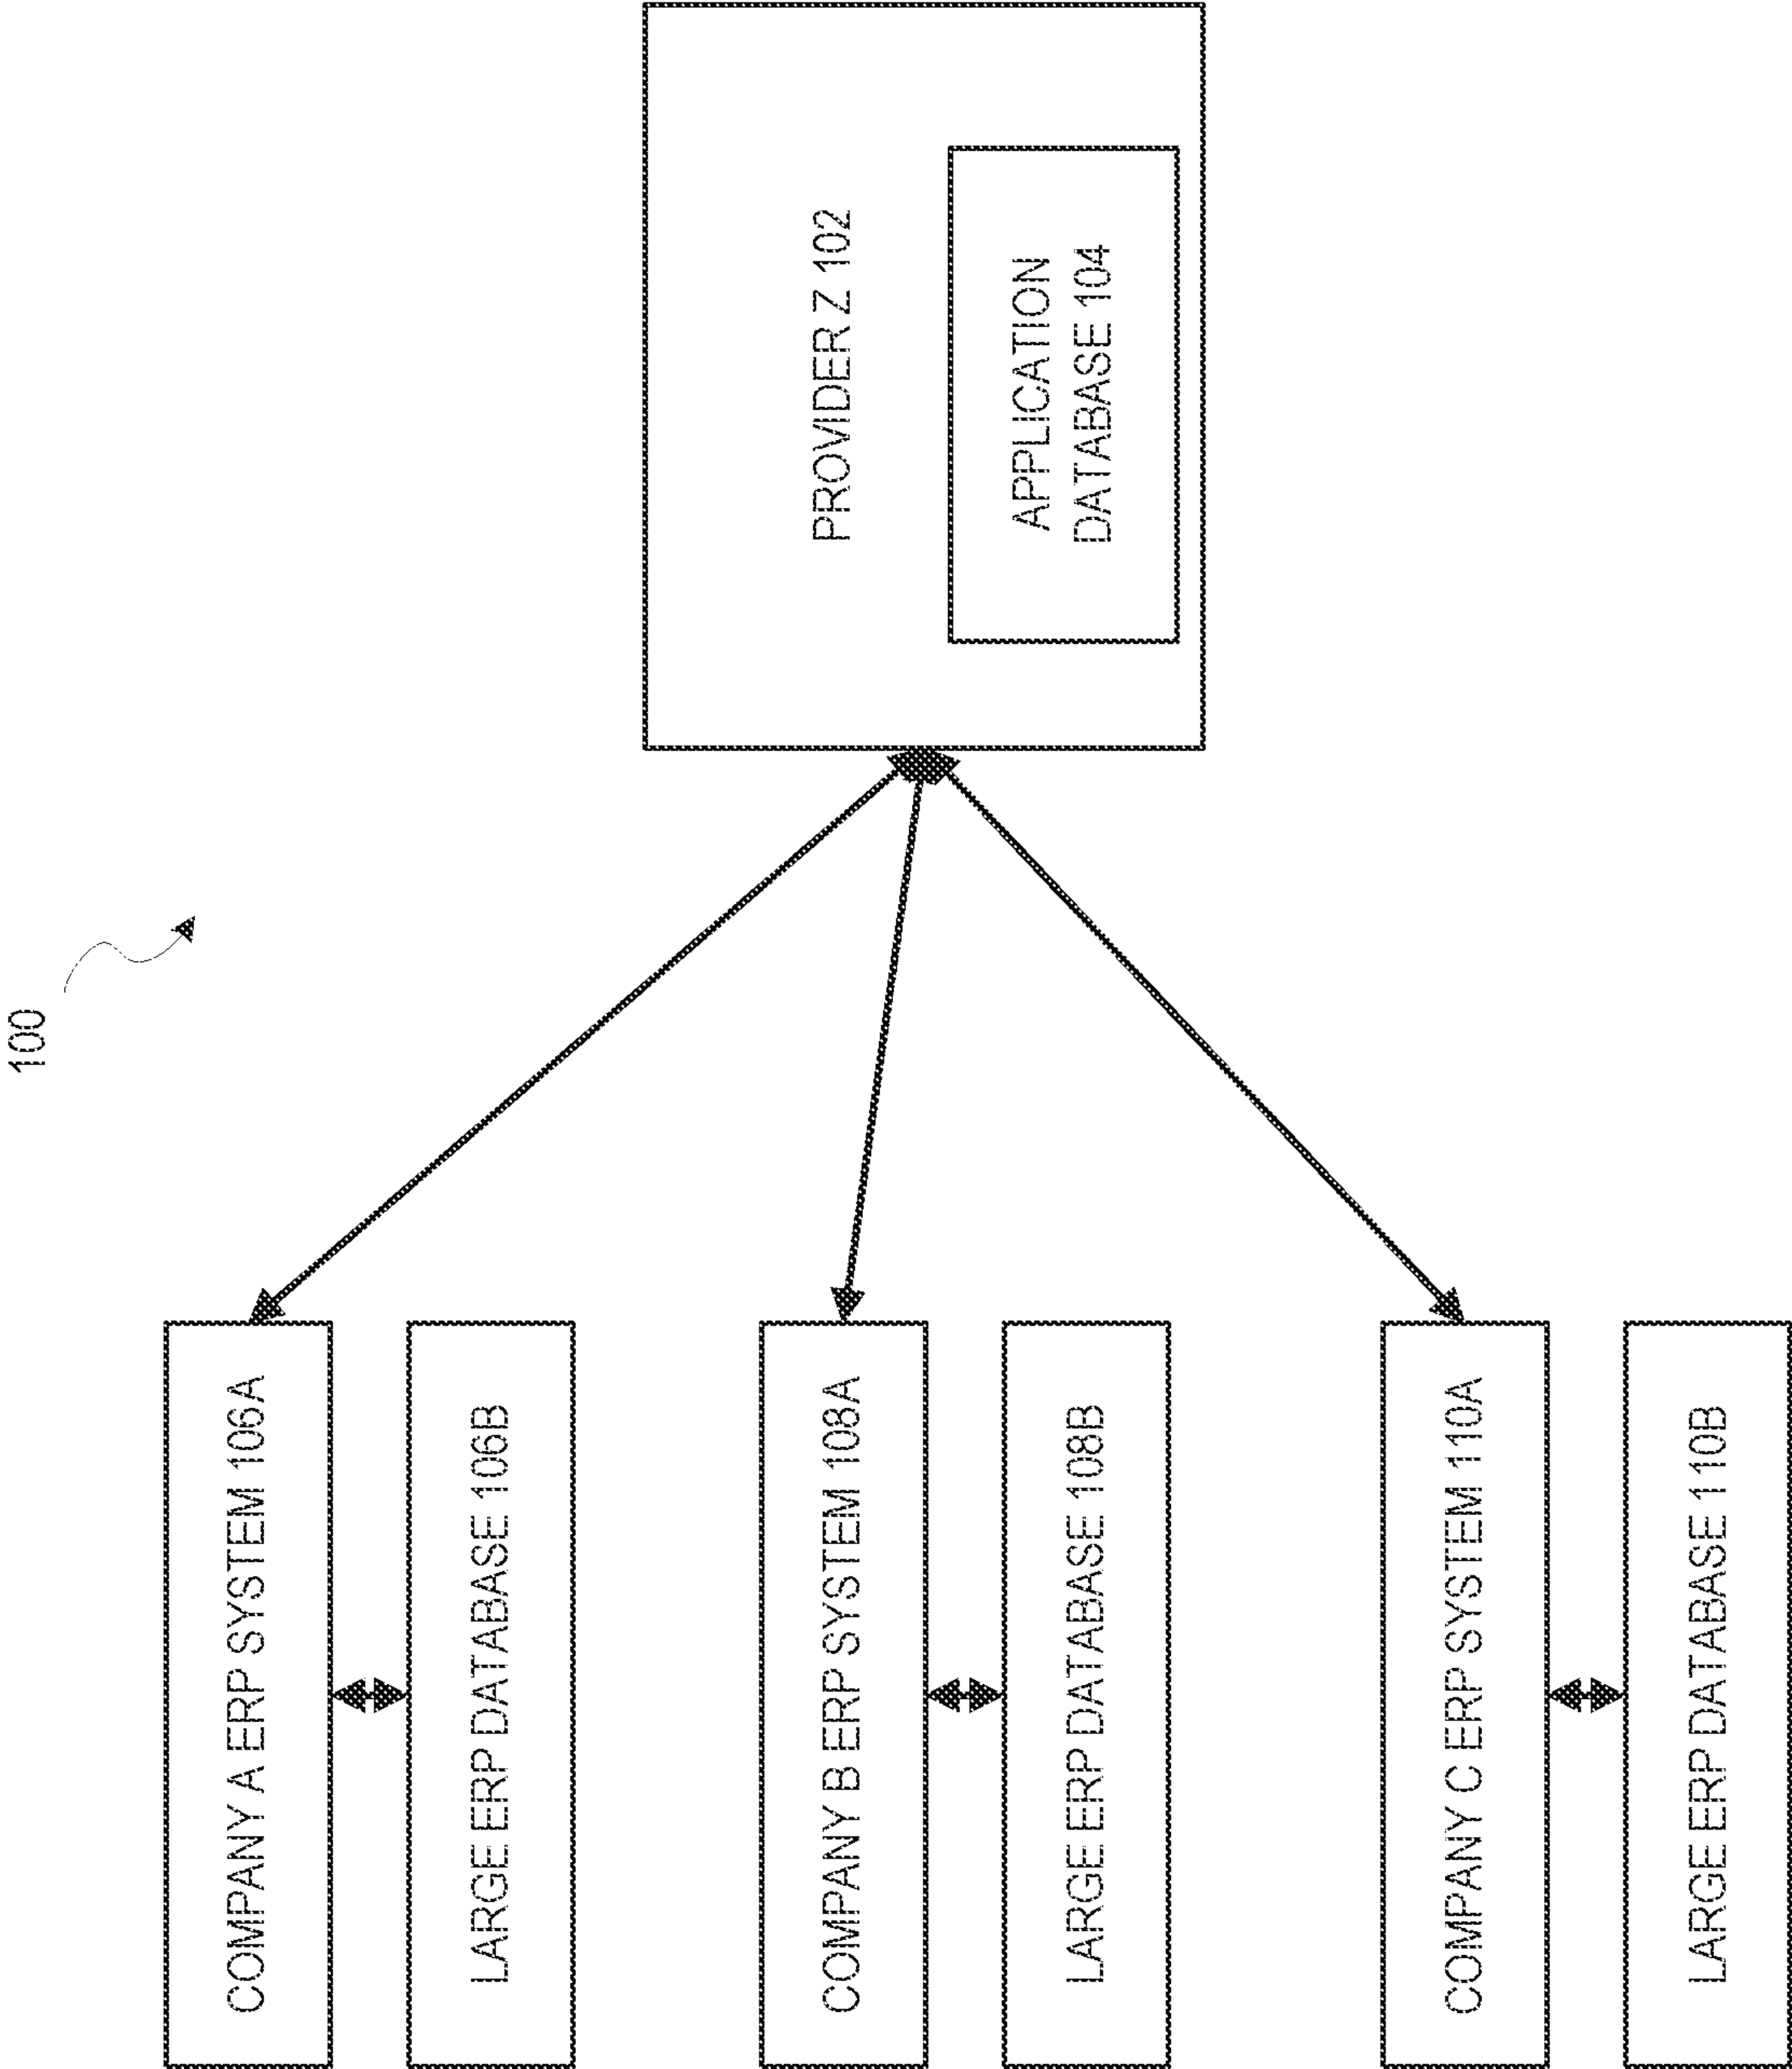 100
COMPANY A ERP SYSTEM 106A
LARGE ERP DATABASE 106B
COMPANY B ERP SYSTEM 108A
LARGE ERP DATABASE 108B
COMPANY C ERP SYSTEM 110A
LARGE ERP DATABASE 110B
PROVIDER Z 102
APPLICATION
DATABASE 104